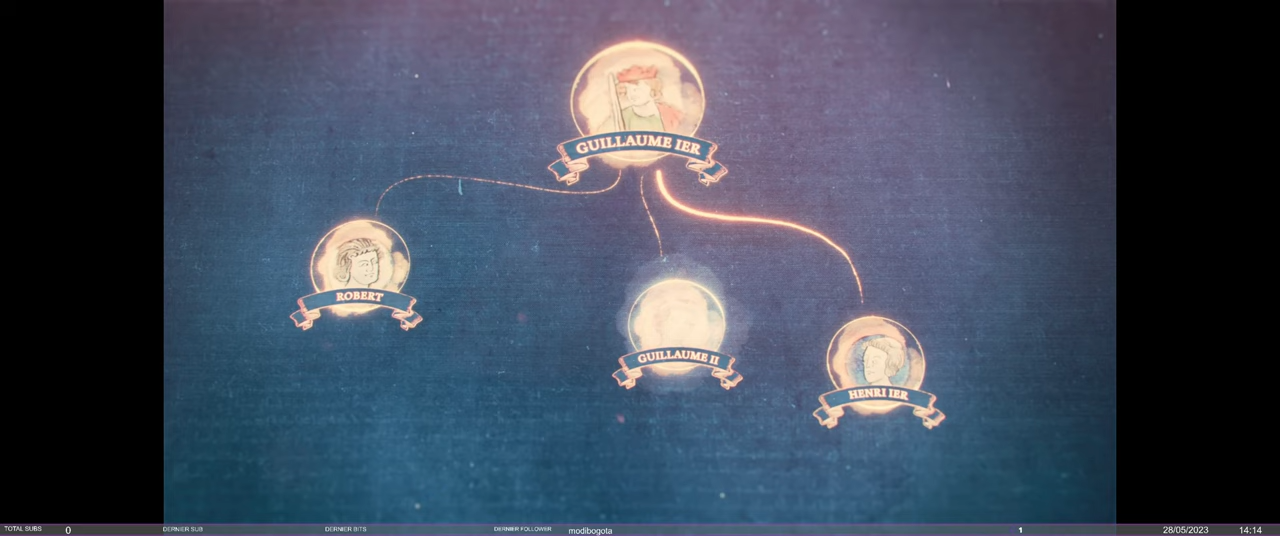 GUILLAUME IER
ROBERT
GUILLAUME II
HENRI IER
TOTAL SUBS 0 DERNIER SUB DERNIER BITS DERNIER FOLLOWER modibogota 1 28/05/2023 14:14